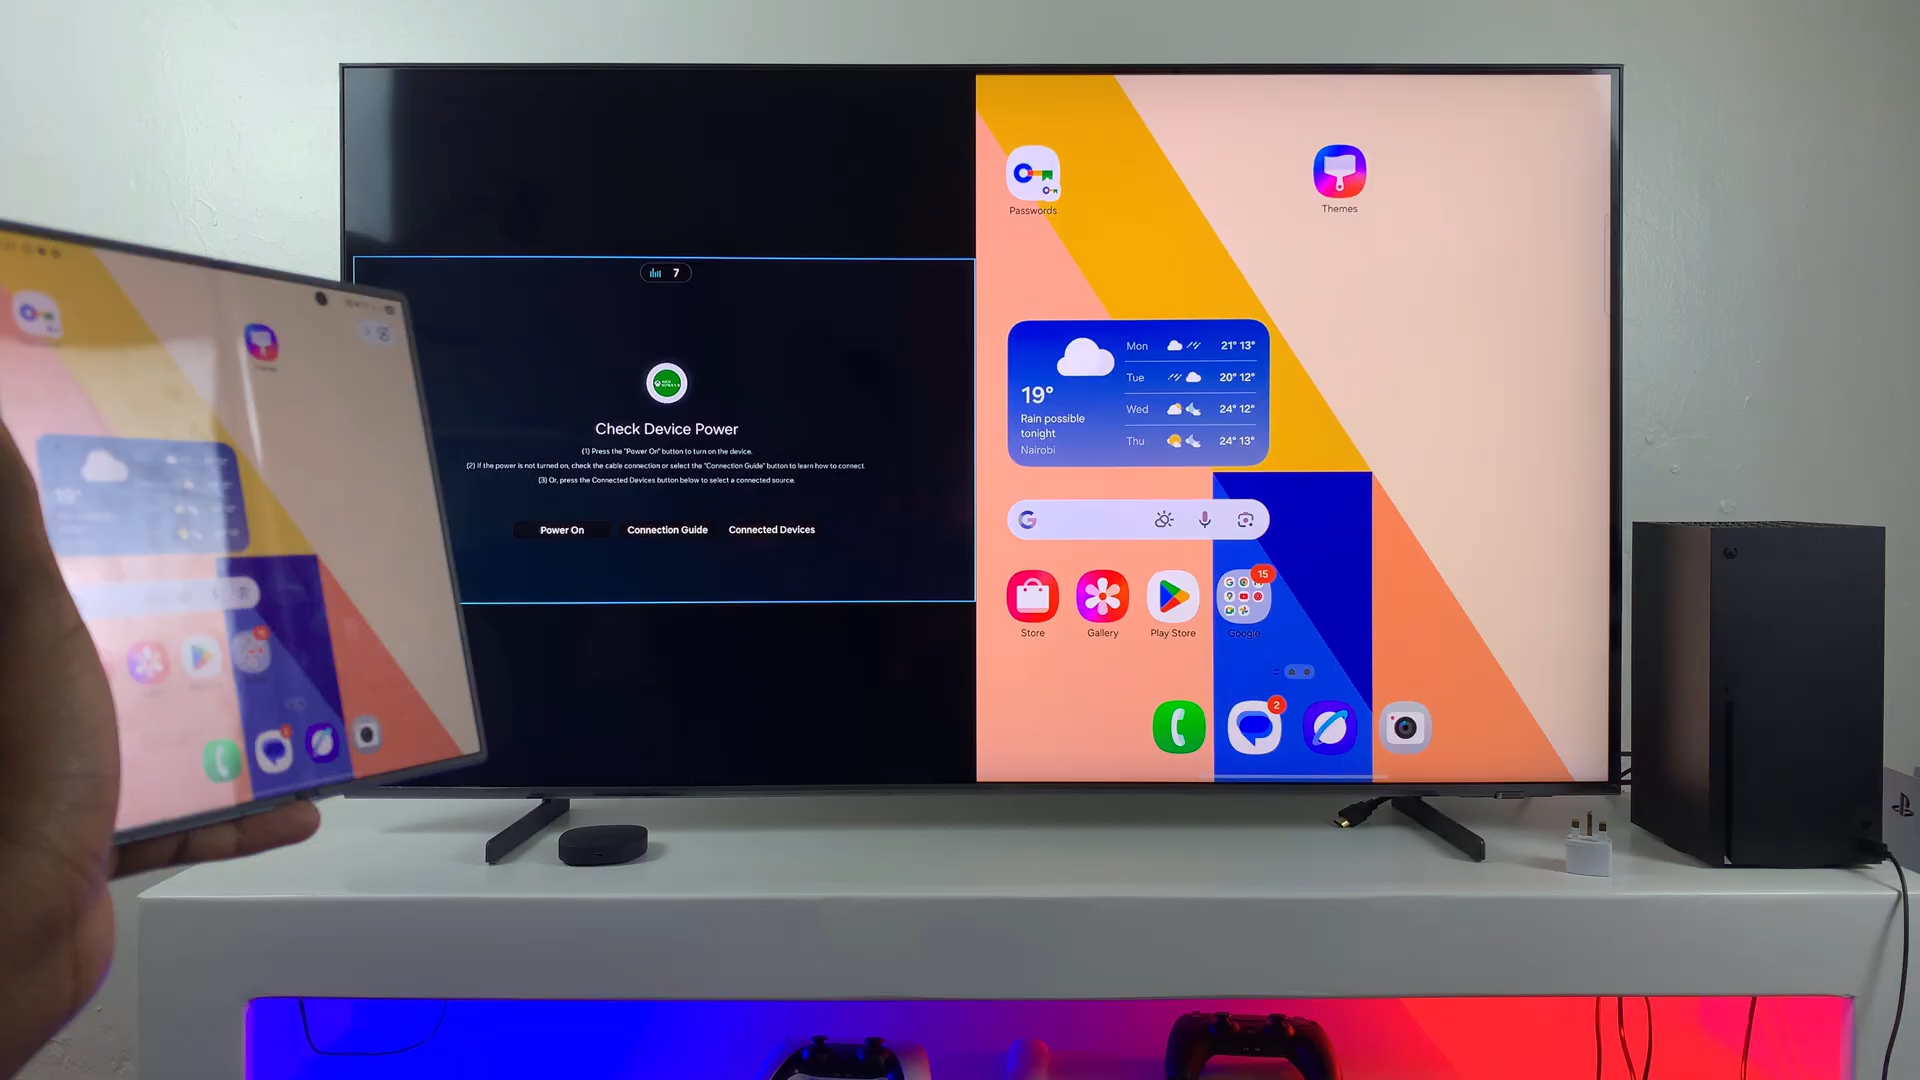 7
Check Device Power
(1) Press the "Power On" button to turn on the device.
(2) If the power is not turned on, check the cable connection or select the "Connection Guide" button to learn how to connect.
(3) Or, press the Connected Devices button below to select a connected source.
Power On
Connection Guide
Connected Devices
Passwords
Themes
19°
Rain possible
tonight
Nairobi
Mon 21° 13°
Tue 20° 12°
Wed 24° 12°
Thu 24° 13°
15
Store
Gallery
Play Store
Google
2